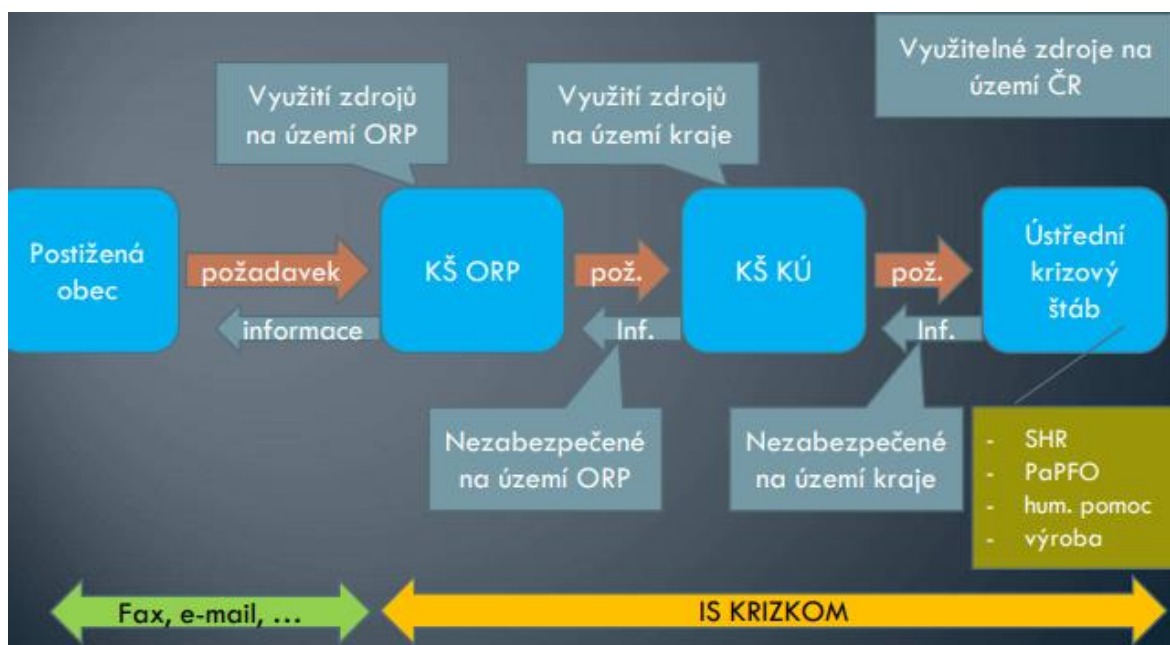 Využitelné zdroje na
území ČR
Využití zdrojů
na území ORP
Využití zdrojů
na území kraje
Postižená
obec
požadavek
informace
KŠ ORP
pož.
Inf.
KŠ KÚ
pož.
Inf.
Ústřední
krizový
štáb
Nezabezpečené
na území ORP
Nezabezpečené
na území kraje
- SHR
- PaPFO
- hum. pomoc
- výroba
Fax, e-mail, ...
IS KRIZKOM